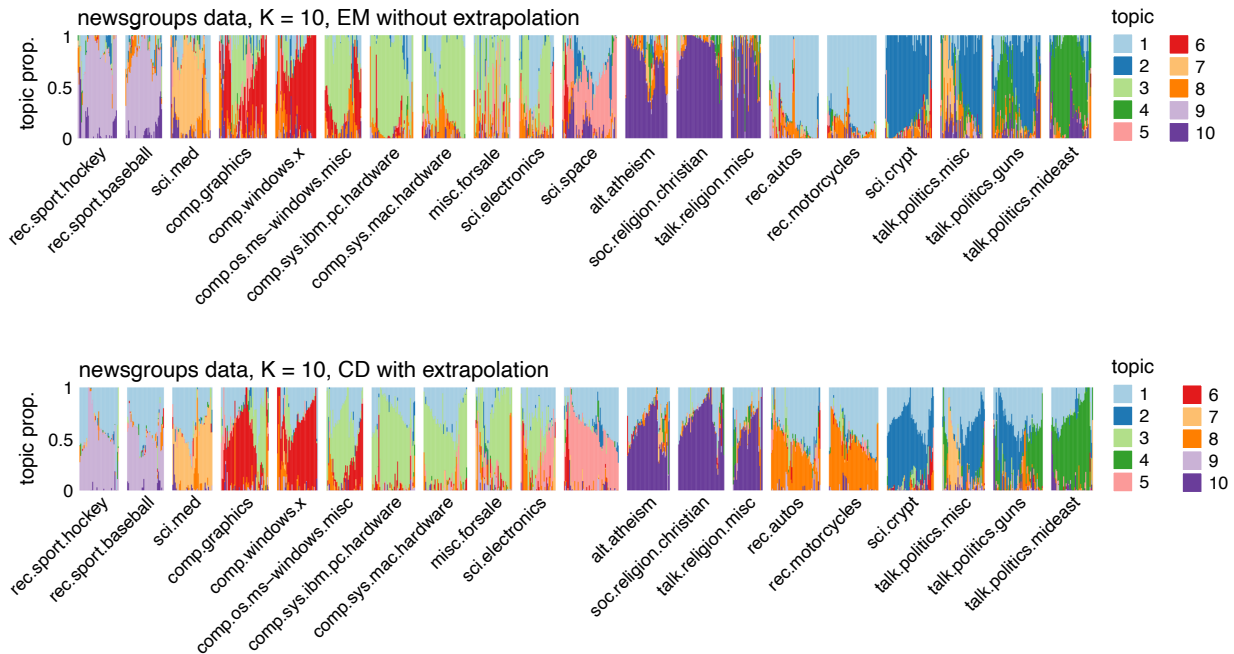 newsgroups data, K = 10, EM without extrapolation
topic prop.
1
0.5
0
rec.sport.hockey
rec.sport.baseball
sci.med
comp.graphics
comp.windows.x
comp.os.ms−windows.misc
comp.sys.ibm.pc.hardware
comp.sys.mac.hardware
misc.forsale
sci.electronics
sci.space
alt.atheism
soc.religion.christian
talk.religion.misc
rec.autos
rec.motorcycles
sci.crypt
talk.politics.misc
talk.politics.guns
talk.politics.mideast
topic
1 6
2 7
3 8
4 9
5 10
newsgroups data, K = 10, CD with extrapolation
topic prop.
1
0.5
0
rec.sport.hockey
rec.sport.baseball
sci.med
comp.graphics
comp.windows.x
comp.os.ms−windows.misc
comp.sys.ibm.pc.hardware
comp.sys.mac.hardware
misc.forsale
sci.electronics
alt.atheism
soc.religion.christian
talk.religion.misc
rec.autos
rec.motorcycles
sci.crypt
talk.politics.misc
talk.politics.guns
talk.politics.mideast
topic
1 6
2 7
3 8
4 9
5 10